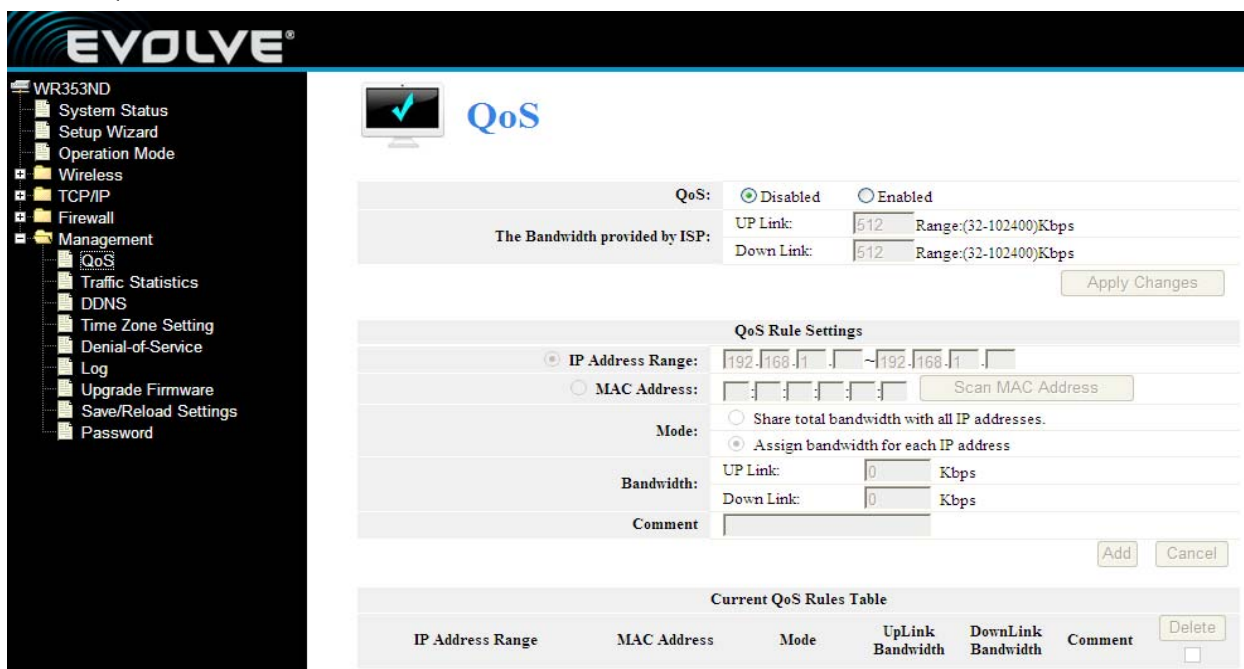 EVOLVE®
WR353ND
System Status
Setup Wizard
Operation Mode
Wireless
TCP/IP
Firewall
Management
QoS
Traffic Statistics
DDNS
Time Zone Setting
Denial-of-Service
Log
Upgrade Firmware
Save/Reload Settings
Password
QoS
QoS: Disabled Enabled
The Bandwidth provided by ISP:
UP Link: 512 Range:(32-102400)Kbps
Down Link: 512 Range:(32-102400)Kbps
Apply Changes
QoS Rule Settings
IP Address Range: 192.168.1. ~192.168.1.
MAC Address: : : : : : Scan MAC Address
Mode:
Share total bandwidth with all IP addresses.
Assign bandwidth for each IP address
Bandwidth:
UP Link: 0 Kbps
Down Link: 0 Kbps
Comment
Add Cancel
Current QoS Rules Table
IP Address Range MAC Address Mode UpLink Bandwidth DownLink Bandwidth Comment Delete